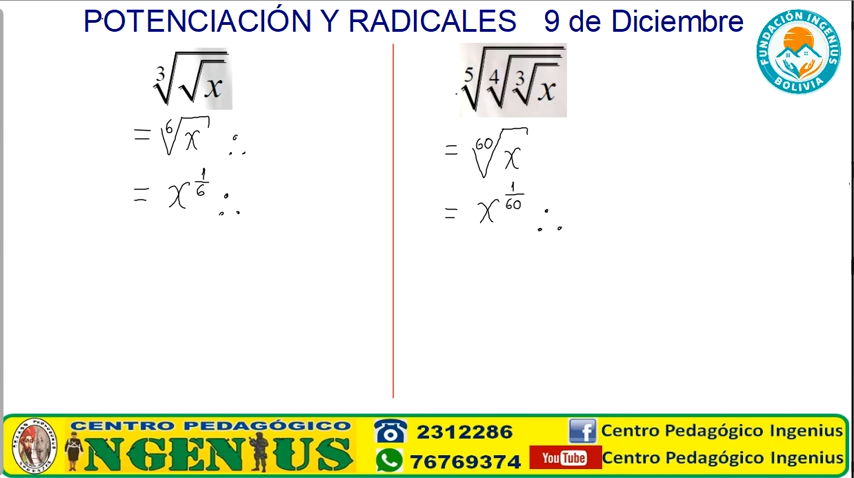 POTENCIACIÓN Y RADICALES 9 de Diciembre
FUNDACIÓN INGENIUS
BOLIVIA
∛(√x)
= ⁶√x ∴
= x^(1/6) ∴
⁵√(⁴√(∛x))
= ⁶⁰√x
= x^(1/60) ∴
CENTRO PEDAGÓGICO
INGENIUS
2312286
76769374
Centro Pedagógico Ingenius
YouTube Centro Pedagógico Ingenius